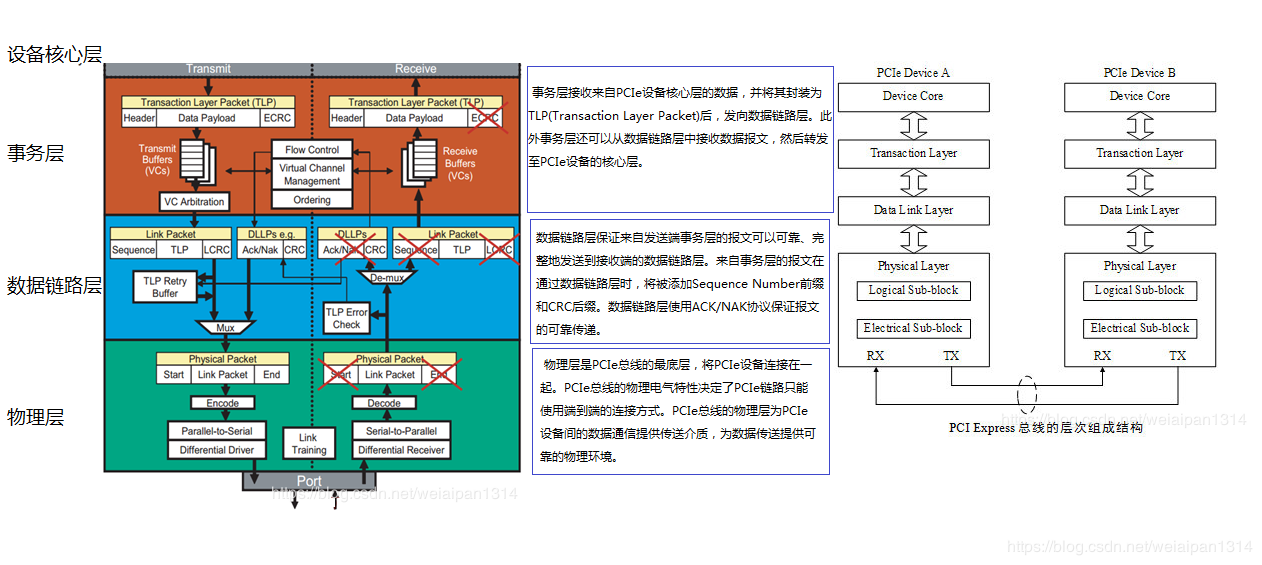 设备核心层
Transmit
Receive
事务层
Transaction Layer Packet (TLP)
Header
Data Payload
ECRC
Transaction Layer Packet (TLP)
Header
Data Payload
ECRC
Transmit
Buffers
(VCs)
Flow Control
Virtual Channel
Management
Ordering
Receive
Buffers
(VCs)
VC Arbitration
数据链路层
Link Packet
Sequence
TLP
LCRC
DLLPs e.g.
Ack/Nak
CRC
DLLPs
Ack/Nak
CRC
Link Packet
Sequence
TLP
LCRC
TLP Retry
Buffer
De-mux
Mux
TLP Error
Check
物理层
Physical Packet
Start
Link Packet
End
Physical Packet
Start
Link Packet
End
Encode
Decode
Parallel-to-Serial
Differential Driver
Link
Training
Serial-to-Parallel
Differential Receiver
Port
https://blog.csdn.net/weiaipan1314
事务层接收来自PCIe设备核心层的数据，并将其封装为
TLP(Transaction Layer Packet)后，发向数据链路层。此
外事务层还可以从数据链路层中接收数据报文，然后转发
至PCIe设备的核心层。
数据链路层保证来自发送端事务层的报文可以可靠、完
整地发送到接收端的数据链路层。来自事务层的报文在
通过数据链路层时，将被添加Sequence Number前缀
和CRC后缀。数据链路层使用ACK/NAK协议保证报文
的可靠传递。
物理层是PCIe总线的最底层，将PCIe设备连接在一
起。PCIe总线的物理电气特性决定了PCIe链路只能
使用端到端的连接方式。PCIe总线的物理层为PCIe
设备间的数据通信提供传送介质，为数据传送提供可
靠的物理环境。
PCIe Device A
Device Core
Transaction Layer
Data Link Layer
Physical Layer
Logical Sub-block
Electrical Sub-block
RX
TX
PCIe Device B
Device Core
Transaction Layer
Data Link Layer
Physical Layer
Logical Sub-block
Electrical Sub-block
RX
TX
https://blog.csdn.net/weiaipan1314
PCI Express 总线的层次组成结构
https://blog.csdn.net/weiaipan1314